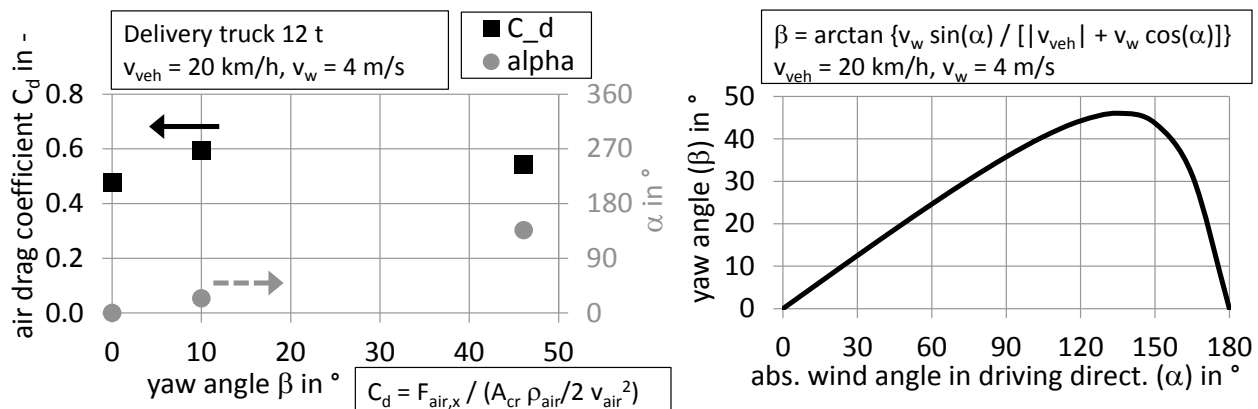 Delivery truck 12 t
v_veh = 20 km/h, v_w = 4 m/s
C_d
alpha
air drag coefficient C_d in -
0.8
0.6
0.4
0.2
0.0
360
270
180
90
0
α in °
0 10 20 30 40 50
yaw angle β in °
C_d = F_air,x / (A_cr ρ_air/2 v_air²)
β = arctan {v_w sin(α) / [|v_veh| + v_w cos(α)]}
v_veh = 20 km/h, v_w = 4 m/s
yaw angle (β) in °
50
40
30
20
10
0
0 30 60 90 120 150 180
abs. wind angle in driving direct. (α) in °